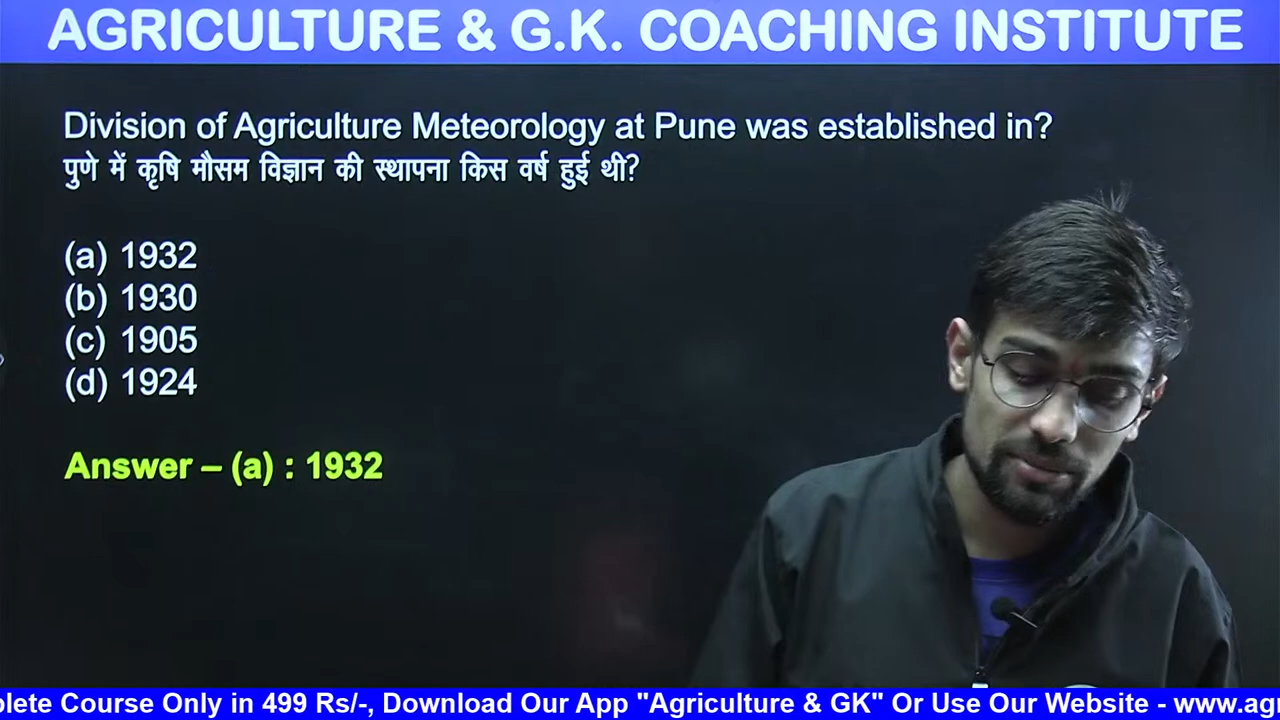 AGRICULTURE & G.K. COACHING INSTITUTE
Division of Agriculture Meteorology at Pune was established in?
पुणे में कृषि मौसम विज्ञान की स्थापना किस वर्ष हुई थी?
(a) 1932
(b) 1930
(c) 1905
(d) 1924
Answer – (a) : 1932
plete Course Only in 499 Rs/-, Download Our App "Agriculture & GK" Or Use Our Website - www.agr